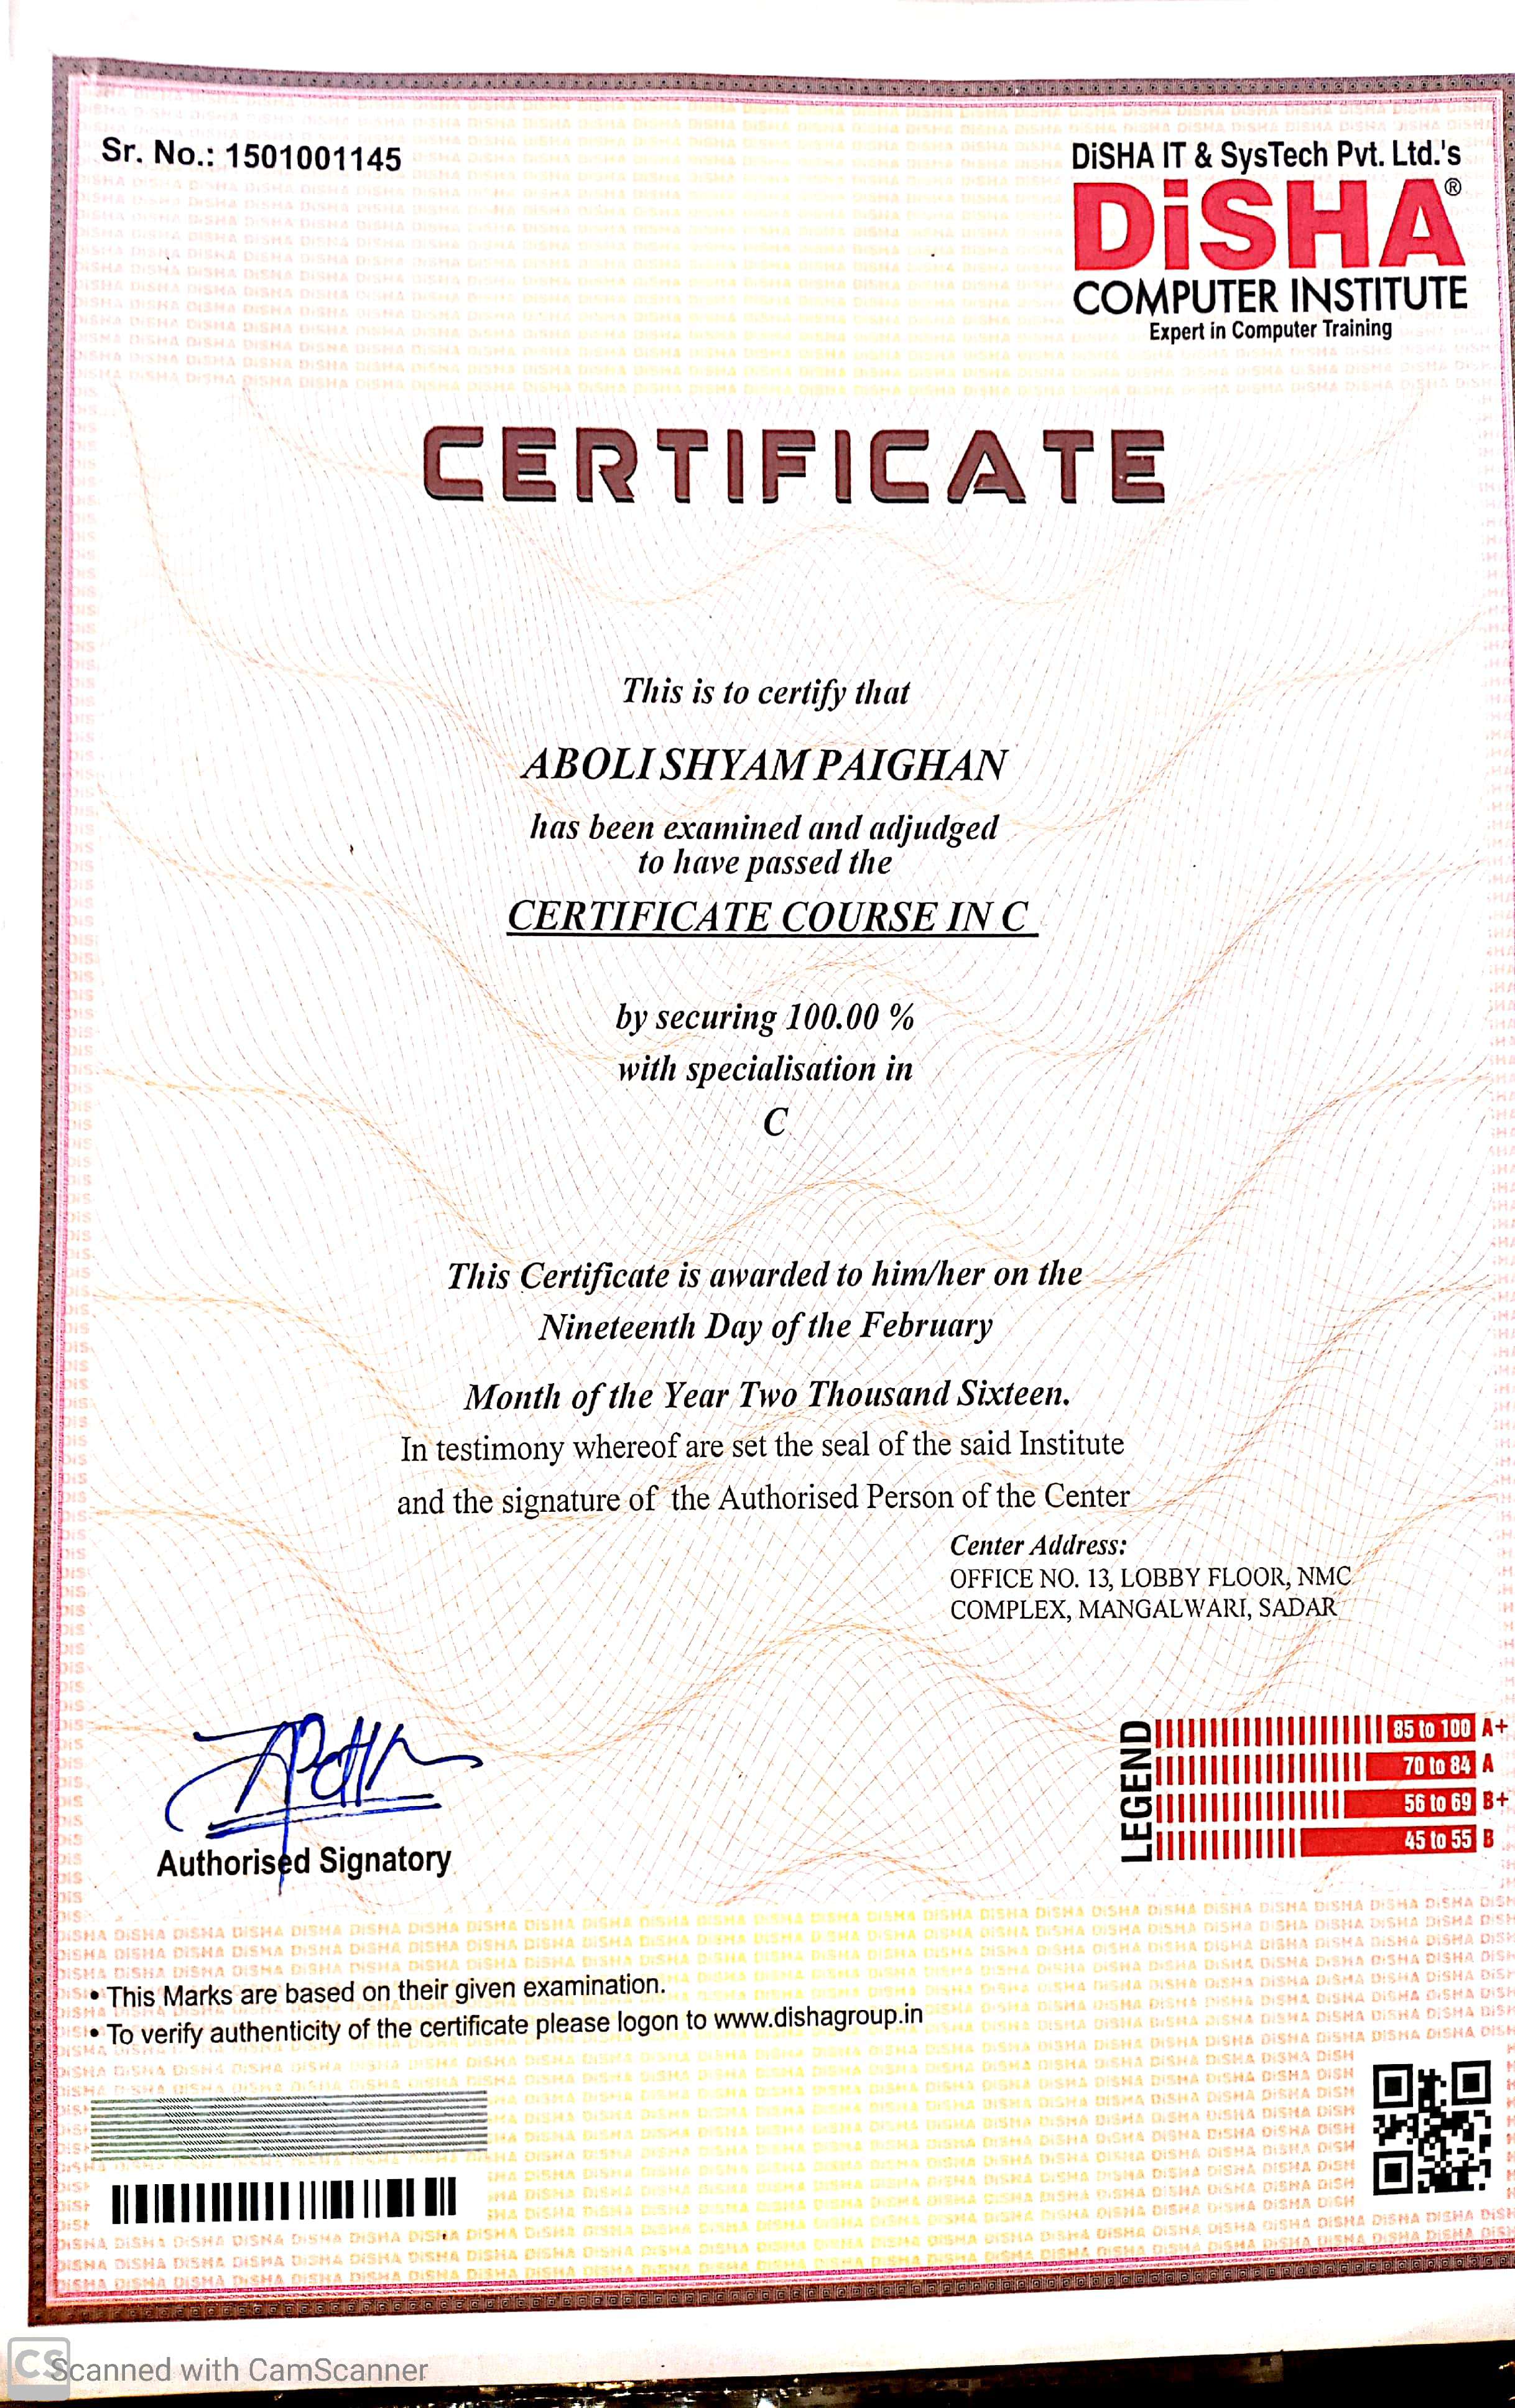 Sr. No.: 1501001145
DiSHA IT & SysTech Pvt. Ltd.'s
DiSHA®
COMPUTER INSTITUTE
Expert in Computer Training
CERTIFICATE
This is to certify that
ABOLI SHYAM PAIGHAN
has been examined and adjudged
to have passed the
CERTIFICATE COURSE IN C
by securing 100.00 %
with specialisation in
C
This Certificate is awarded to him/her on the
Nineteenth Day of the February
Month of the Year Two Thousand Sixteen.
In testimony whereof are set the seal of the said Institute
and the signature of the Authorised Person of the Center
Center Address:
OFFICE NO. 13, LOBBY FLOOR, NMC
COMPLEX, MANGALWARI, SADAR
Authorised Signatory
LEGEND
85 to 100 A+
70 to 84 A
56 to 69 B+
45 to 55 B
• This Marks are based on their given examination.
• To verify authenticity of the certificate please logon to www.dishagroup.in
CS Scanned with CamScanner